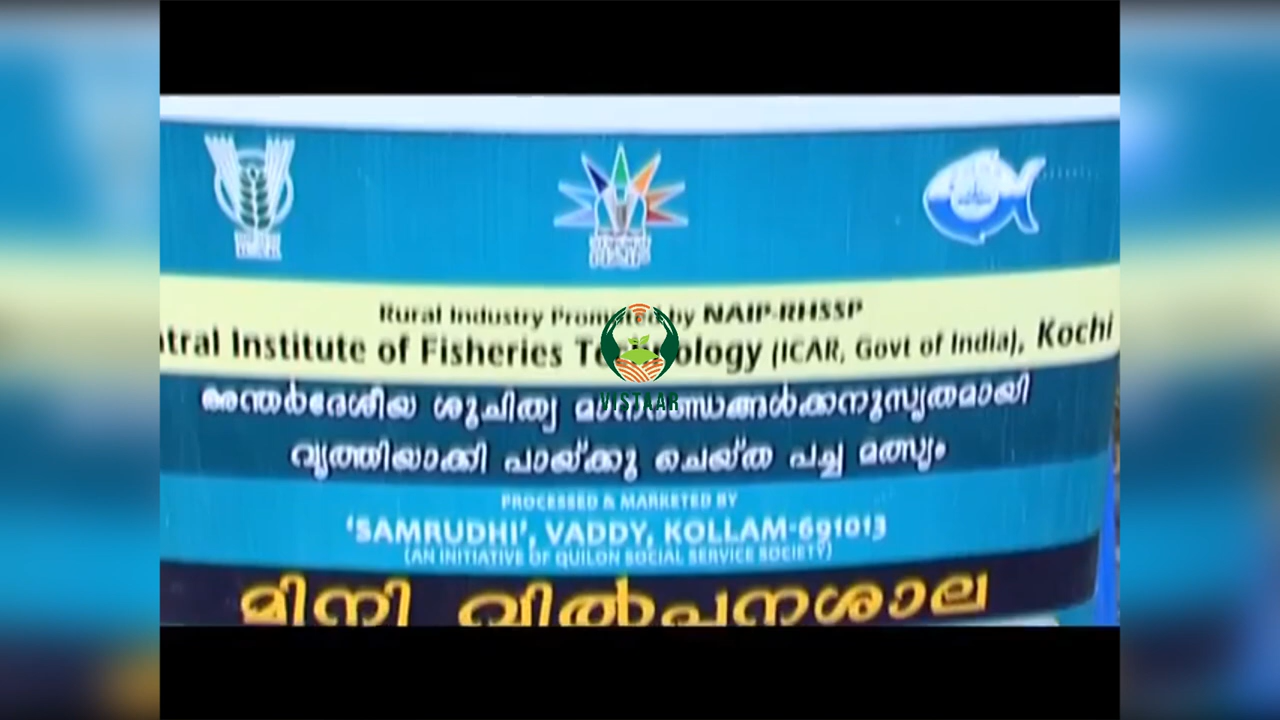 Rural Industry Promoted by NAIP-RHSSP
ntral Institute of Fisheries Technology (ICAR, Govt of India), Kochi
അന്തർദേശീയ ശുചിത്വ മാനദണ്ഡങ്ങൾക്കനുസൃതമായി
വൃത്തിയാക്കി പായ്ക്കു ചെയ്ത പച്ച മത്സ്യം
PROCESSED & MARKETED BY
'SAMRUDHI', VADDY, KOLLAM-691013
(AN INITIATIVE OF QUILON SOCIAL SERVICE SOCIETY)
മിനി വിൽപനശാല
VISTAAR